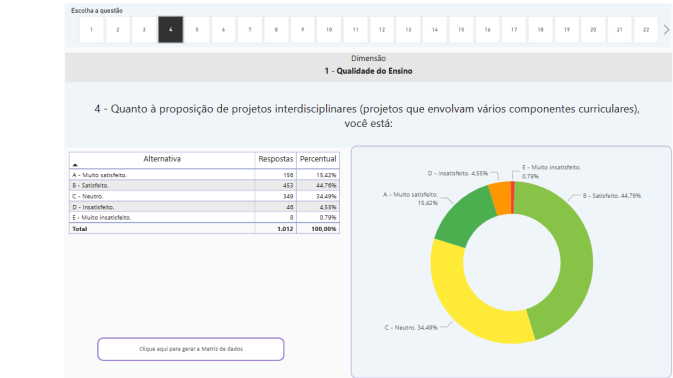 Escolha a questão
1 2 3 4 5 6 7 8 9 10 11 12 13 14 15 16 17 18 19 20 21 22
Dimensão
1 - Qualidade do Ensino
4 - Quanto à proposição de projetos interdisciplinares (projetos que envolvam vários componentes curriculares),
você está:
Alternativa Respostas Percentual
A - Muito satisfeito. 156 15,42%
B - Satisfeito. 453 44,76%
C - Neutro. 349 34,49%
D - Insatisfeito. 46 4,55%
E - Muito insatisfeito. 8 0,79%
Total 1.012 100,00%
Clique aqui para gerar a Matriz de dados
D - Insatisfeito. 4,55%
E - Muito insatisfeito.
0,79%
A - Muito satisfeito.
15,42%
B - Satisfeito. 44,76%
C - Neutro. 34,49%